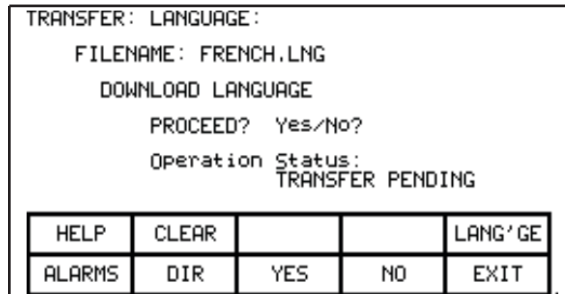 TRANSFER: LANGUAGE:
FILENAME: FRENCH.LNG
DOWNLOAD LANGUAGE
PROCEED? Yes/No?
Operation Status:
TRANSFER PENDING
HELP CLEAR LANG'GE
ALARMS DIR YES NO EXIT